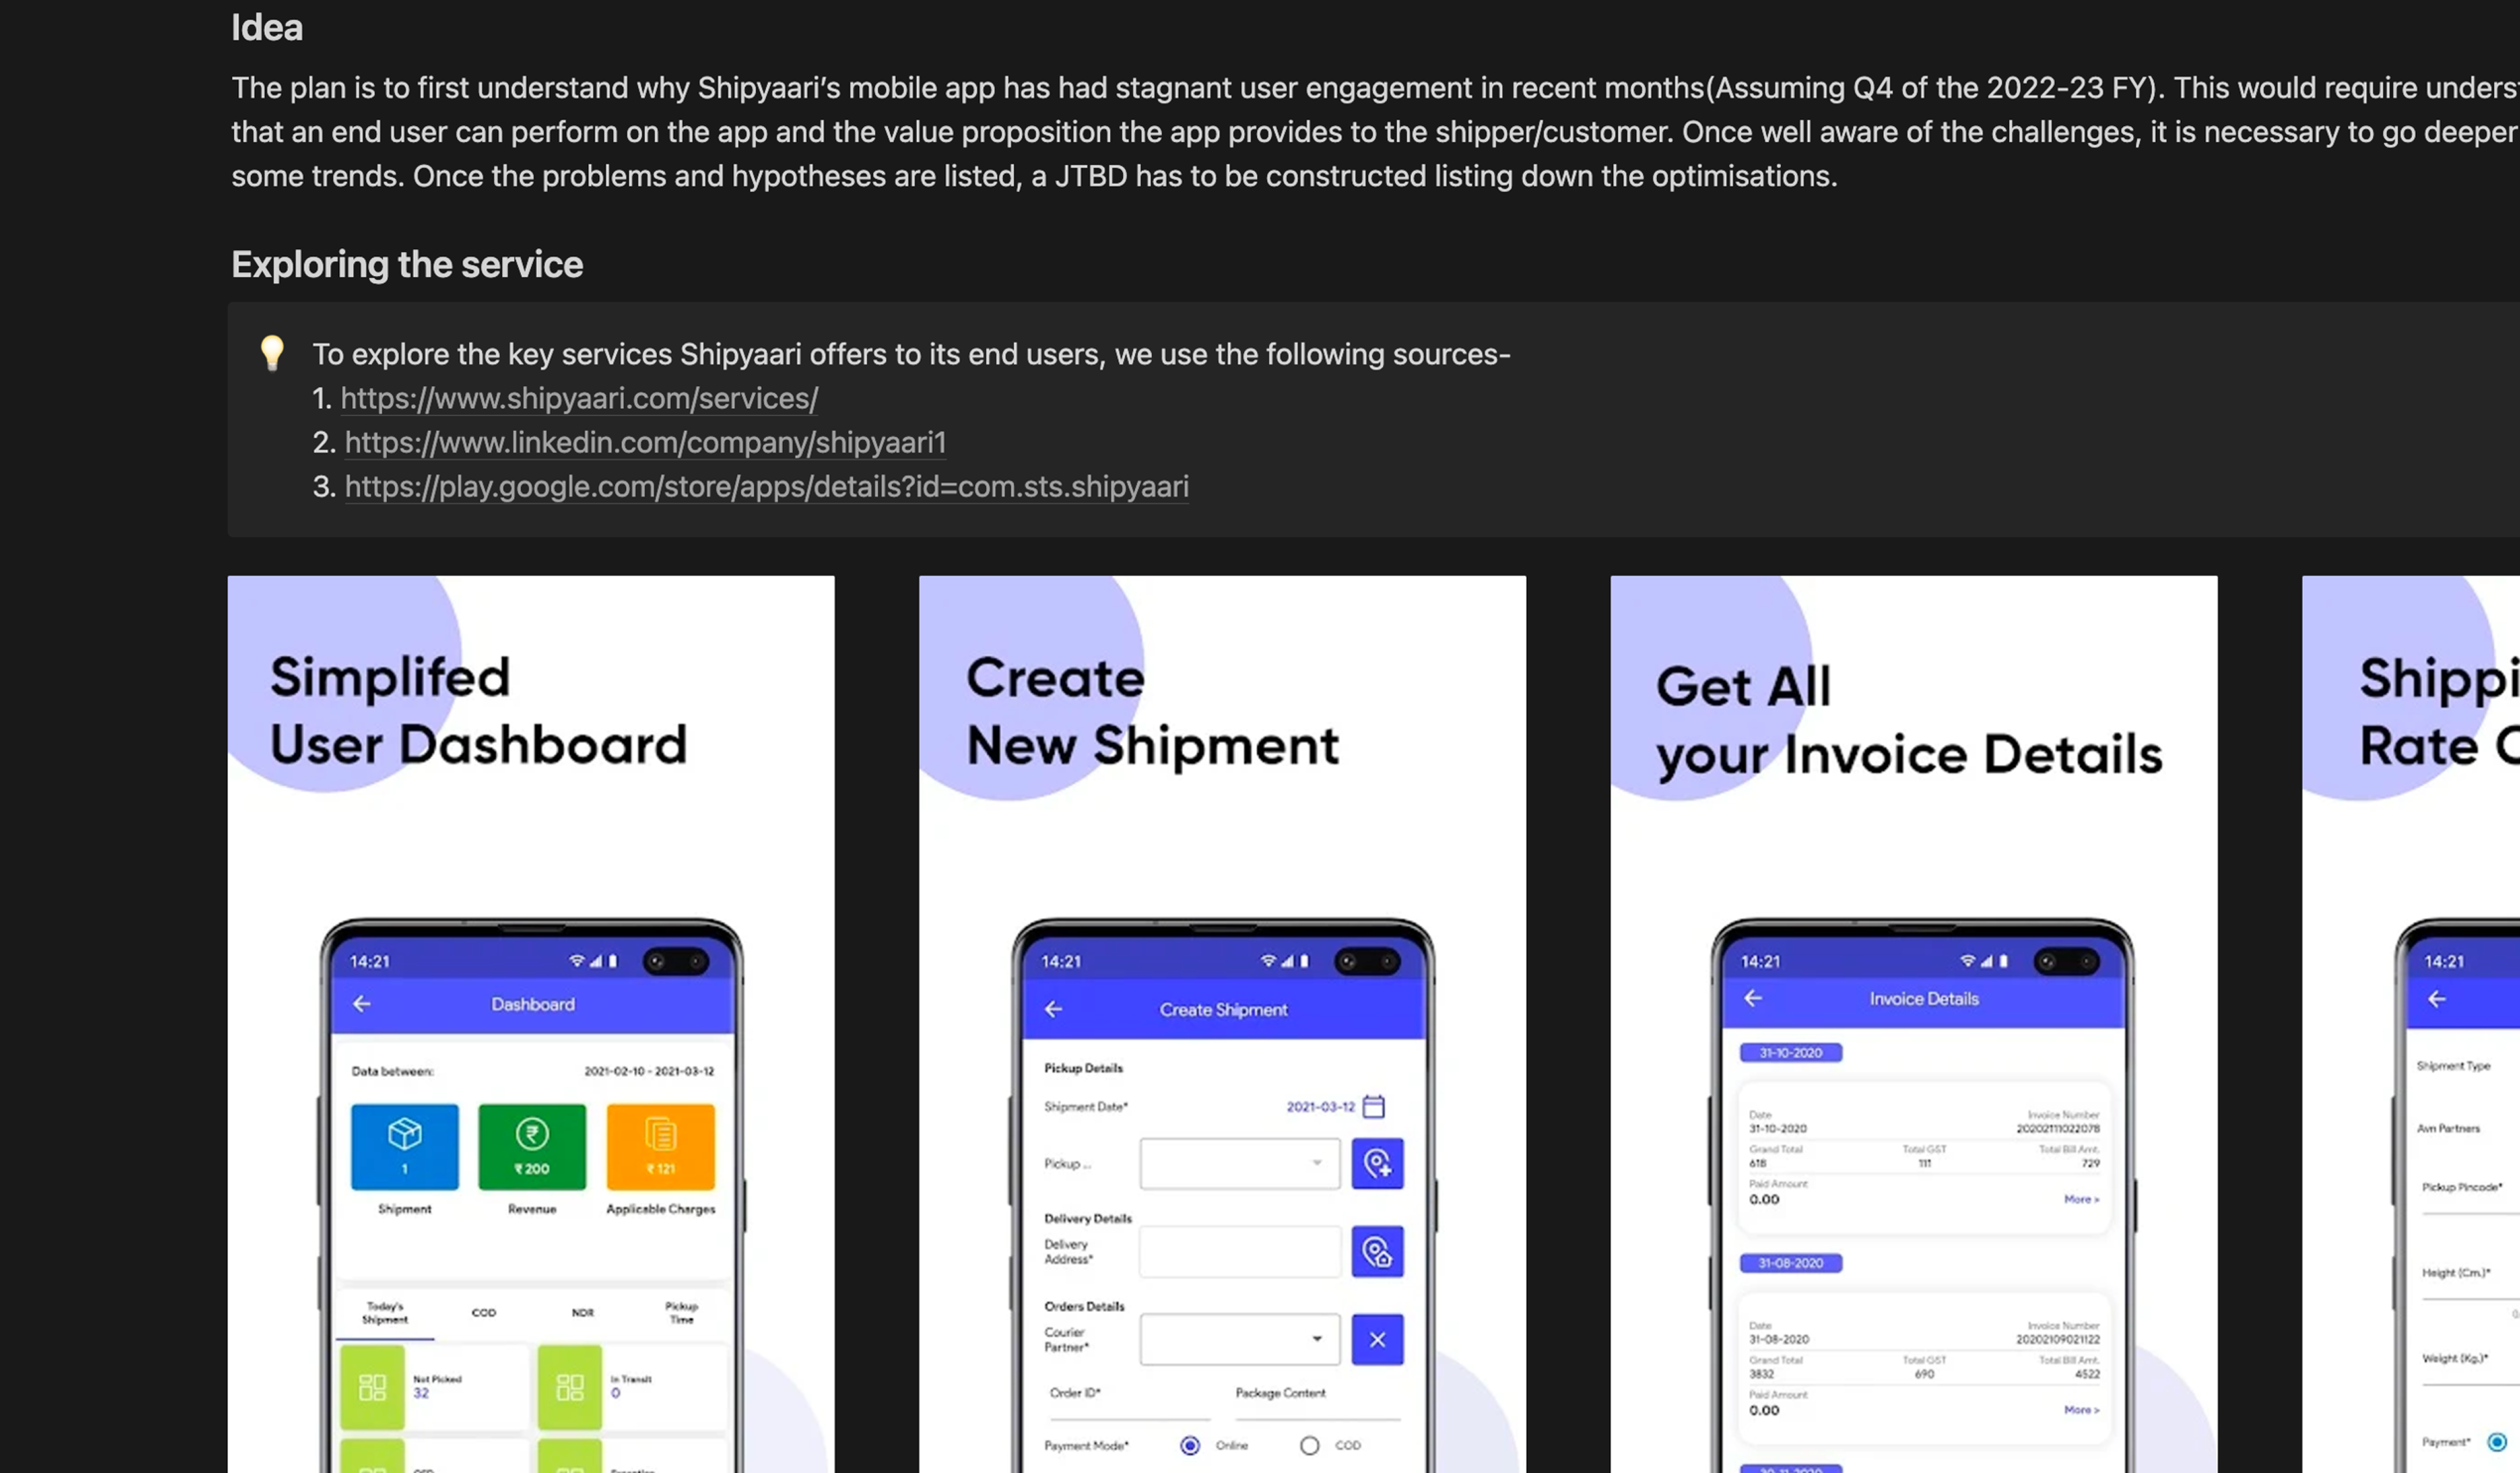 Idea
The plan is to first understand why Shipyaari's mobile app has had stagnant user engagement in recent months(Assuming Q4 of the 2022-23 FY). This would require unders
that an end user can perform on the app and the value proposition the app provides to the shipper/customer. Once well aware of the challenges, it is necessary to go deeper
some trends. Once the problems and hypotheses are listed, a JTBD has to be constructed listing down the optimisations.
Exploring the service
To explore the key services Shipyaari offers to its end users, we use the following sources-
1. https://www.shipyaari.com/services/
2. https://www.linkedin.com/company/shipyaari1
3. https://play.google.com/store/apps/details?id=com.sts.shipyaari
Simplifed
User Dashboard
14:21
Dashboard
Data between: 2021-02-10 - 2021-03-12
1 ₹ 200 ₹ 121
Shipment Revenue Applicable Charges
Today's Shipment COD NDR Pickup Time
Not Picked In Transit
32 0
Create
New Shipment
14:21
Create Shipment
Pickup Details
Shipment Date* 2021-03-12
Pickup ...
Delivery Details
Delivery
Address*
Orders Details
Courier
Partner*
Order ID* Package Content
Payment Mode* Online COD
Get All
your Invoice Details
14:21
Invoice Details
31-10-2020
Date Invoice Number
31-10-2020 20202111022078
Grand Total Total GST Total Bill Amt.
618 111 729
Paid Amount
0.00 More >
31-08-2020
Date Invoice Number
31-08-2020 20202109021122
Grand Total Total GST Total Bill Amt.
3832 690 4522
Paid Amount
0.00 More >
Shippi
Rate C
14:21
Shipment Type
Avn Partners
Pickup Pincode*
Height (Cm.)*
Weight (Kg.)*
Payment*